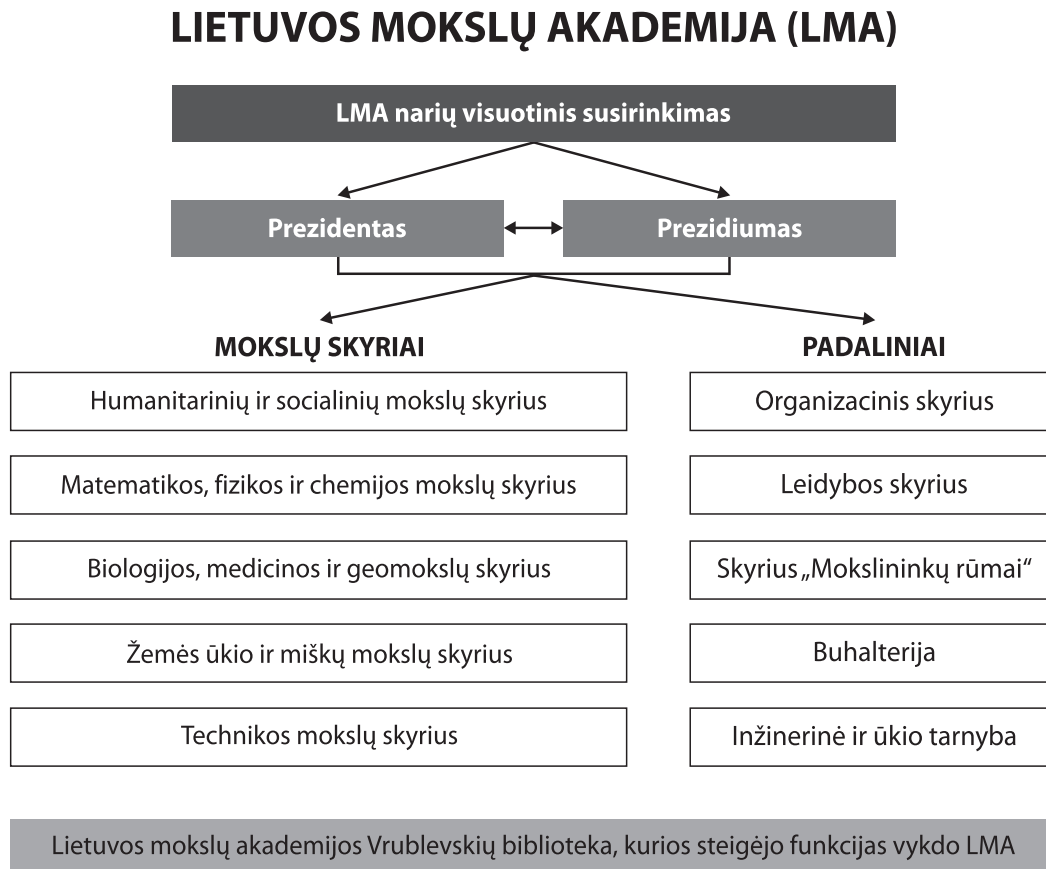 LIETUVOS MOKSLŲ AKADEMIJA (LMA)
LMA narių visuotinis susirinkimas
Prezidentas
Prezidiumas
MOKSLŲ SKYRIAI
Humanitarinių ir socialinių mokslų skyrius
Matematikos, fizikos ir chemijos mokslų skyrius
Biologijos, medicinos ir geomokslų skyrius
Žemės ūkio ir miškų mokslų skyrius
Technikos mokslų skyrius
PADALINIAI
Organizacinis skyrius
Leidybos skyrius
Skyrius „Mokslininkų rūmai“
Buhalterija
Inžinerinė ir ūkio tarnyba
Lietuvos mokslų akademijos Vrublevskių biblioteka, kurios steigėjo funkcijas vykdo LMA